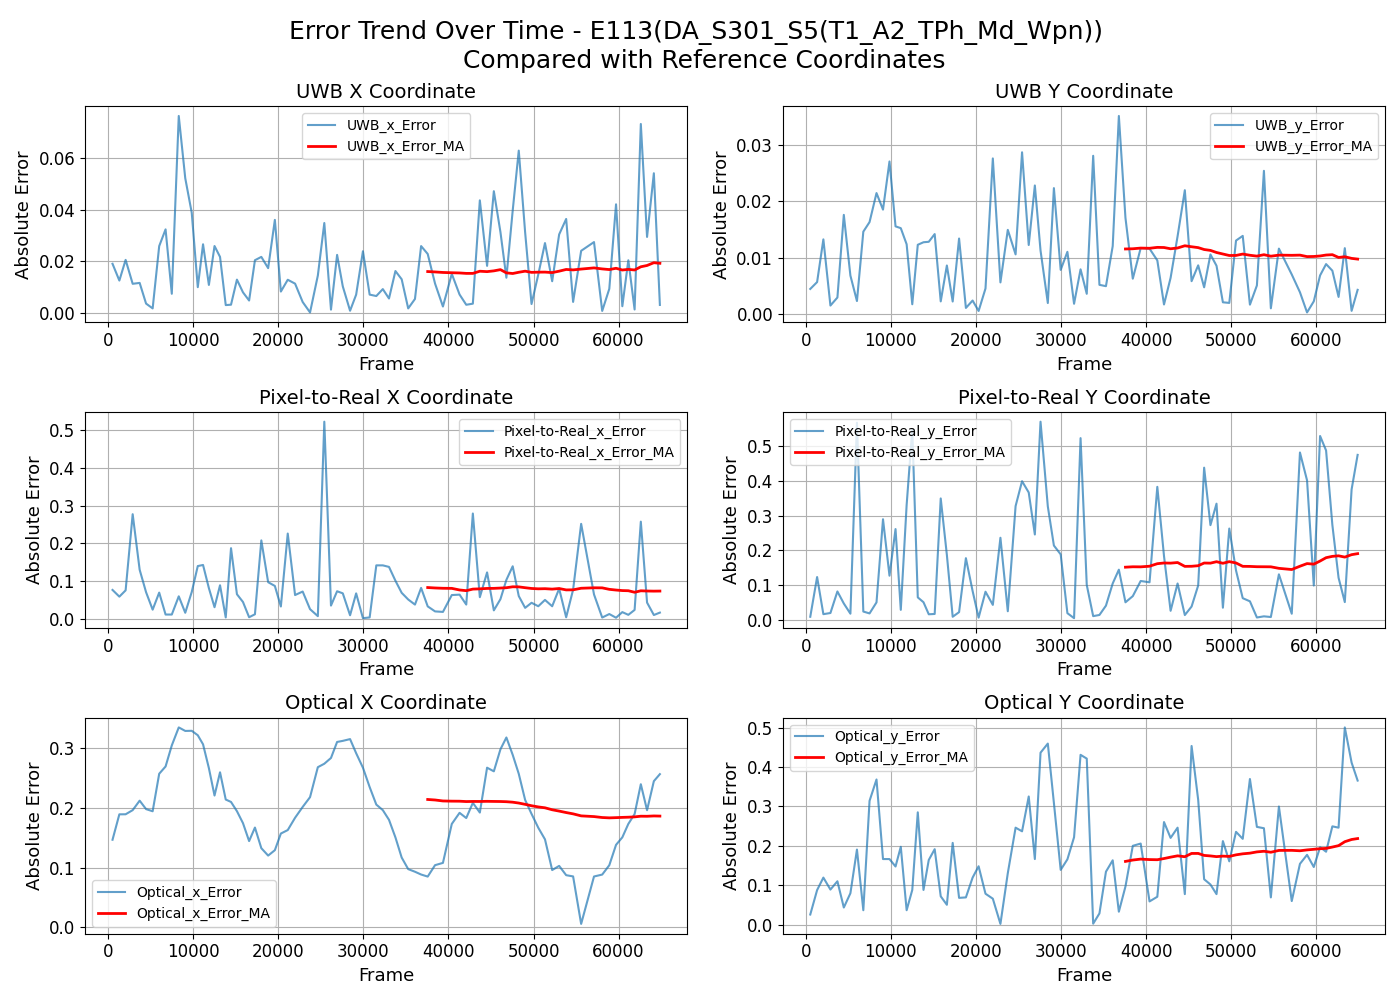 Error Trend Over Time - E113(DA_S301_S5(T1_A2_TPh_Md_Wpn))
Compared with Reference Coordinates
UWB X Coordinate
Absolute Error
0.06
0.04
0.02
0.00
UWB_x_Error
UWB_x_Error_MA
0 10000 20000 30000 40000 50000 60000
Frame
UWB Y Coordinate
Absolute Error
0.03
0.02
0.01
0.00
UWB_y_Error
UWB_y_Error_MA
0 10000 20000 30000 40000 50000 60000
Frame
Pixel-to-Real X Coordinate
Absolute Error
0.5
0.4
0.3
0.2
0.1
0.0
Pixel-to-Real_x_Error
Pixel-to-Real_x_Error_MA
0 10000 20000 30000 40000 50000 60000
Frame
Pixel-to-Real Y Coordinate
Absolute Error
0.5
0.4
0.3
0.2
0.1
0.0
Pixel-to-Real_y_Error
Pixel-to-Real_y_Error_MA
0 10000 20000 30000 40000 50000 60000
Frame
Optical X Coordinate
Absolute Error
0.3
0.2
0.1
0.0
Optical_x_Error
Optical_x_Error_MA
0 10000 20000 30000 40000 50000 60000
Frame
Optical Y Coordinate
Absolute Error
0.5
0.4
0.3
0.2
0.1
0.0
Optical_y_Error
Optical_y_Error_MA
0 10000 20000 30000 40000 50000 60000
Frame